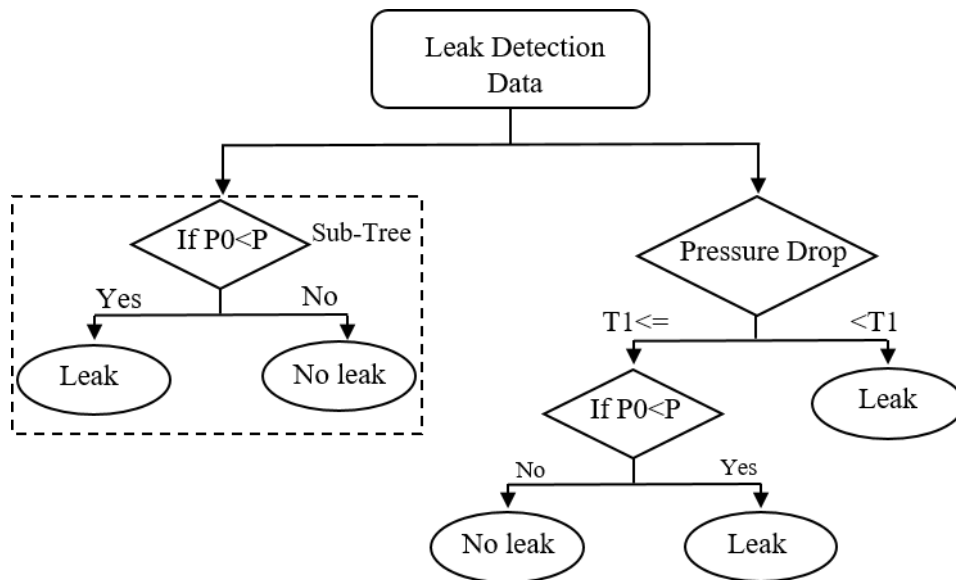 Leak Detection
Data
If P0<P
Sub-Tree
Pressure Drop
Yes
No
T1<=
<T1
Leak
No leak
If P0<P
Leak
No
Yes
No leak
Leak